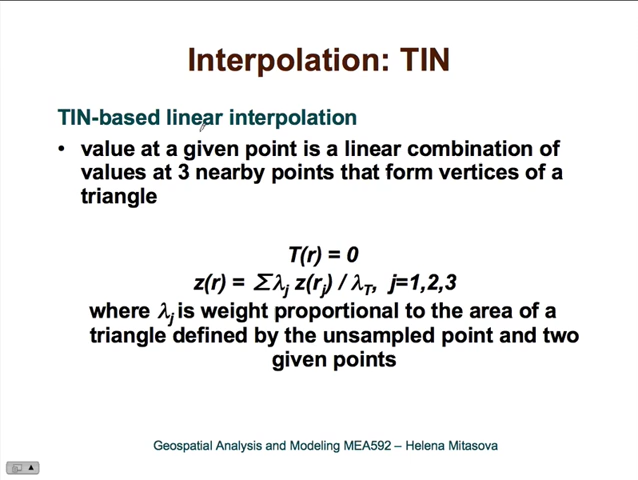 Interpolation: TIN
TIN-based linear interpolation
• value at a given point is a linear combination of
values at 3 nearby points that form vertices of a
triangle
T(r) = 0
z(r) = Σλj z(rj) / λT, j=1,2,3
where λj is weight proportional to the area of a
triangle defined by the unsampled point and two
given points
Geospatial Analysis and Modeling MEA592 – Helena Mitasova